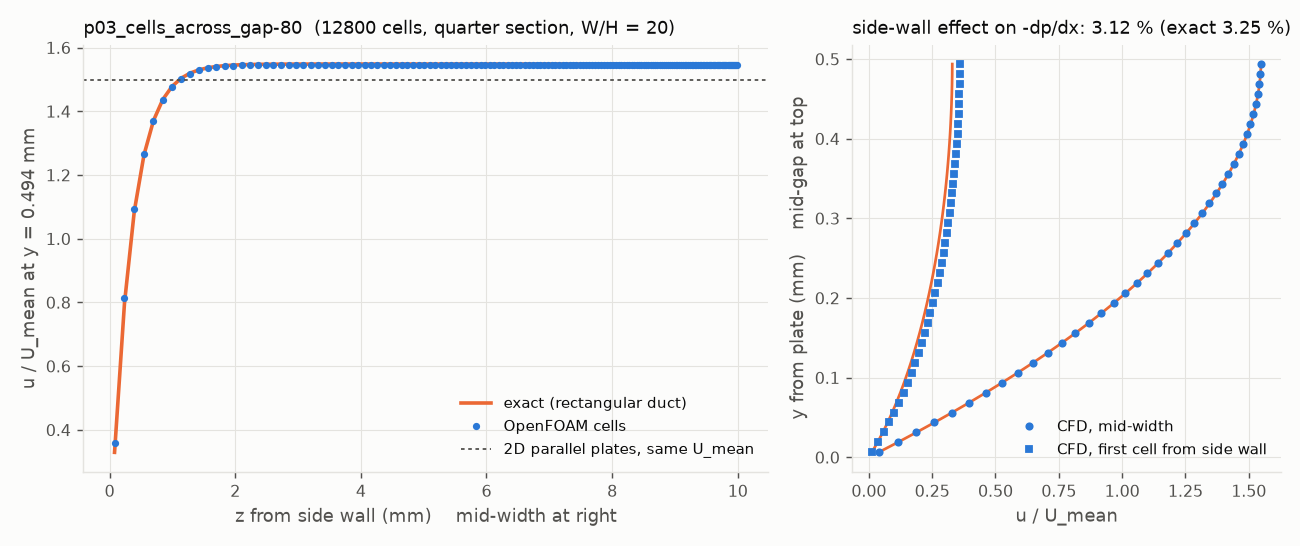 p03_cells_across_gap-80  (12800 cells, quarter section, W/H = 20)
1.6
1.4
1.2
1.0
0.8
0.6
0.4
u / U_mean at y = 0.494 mm
exact (rectangular duct)
OpenFOAM cells
2D parallel plates, same U_mean
0 2 4 6 8 10
z from side wall (mm)    mid-width at right
side-wall effect on -dp/dx: 3.12 % (exact 3.25 %)
0.5
0.4
0.3
0.2
0.1
0.0
y from plate (mm)    mid-gap at top
CFD, mid-width
CFD, first cell from side wall
0.00 0.25 0.50 0.75 1.00 1.25 1.50
u / U_mean